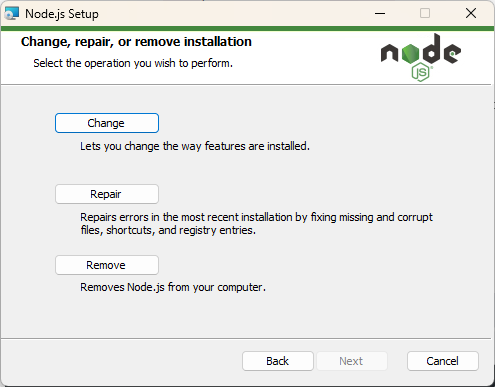 Node.js Setup
Change, repair, or remove installation
Select the operation you wish to perform.
node
JS
Change
Lets you change the way features are installed.
Repair
Repairs errors in the most recent installation by fixing missing and corrupt
files, shortcuts, and registry entries.
Remove
Removes Node.js from your computer.
Back
Next
Cancel